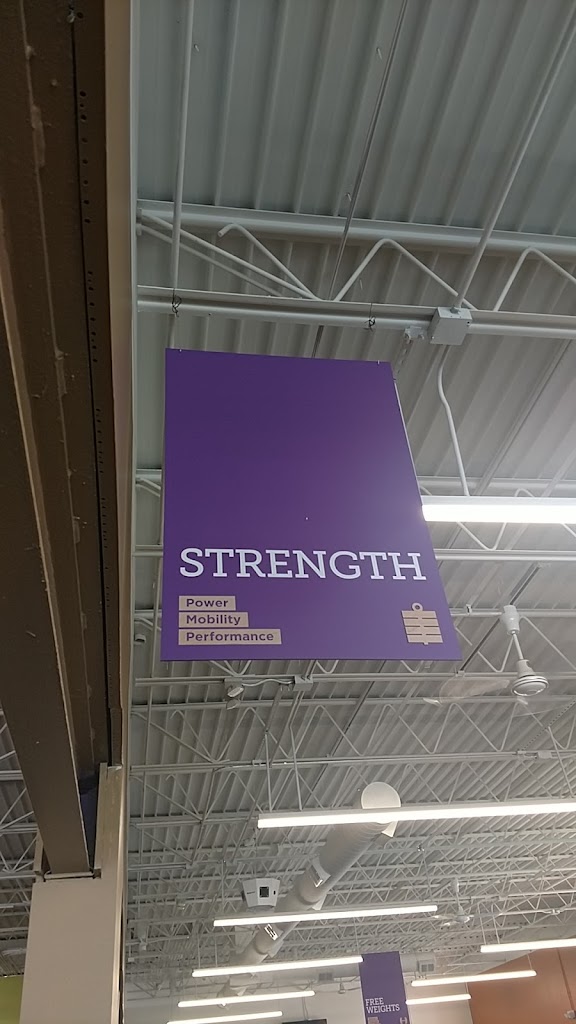 STRENGTH
Power
Mobility
Performance
FREE
WEIGHTS